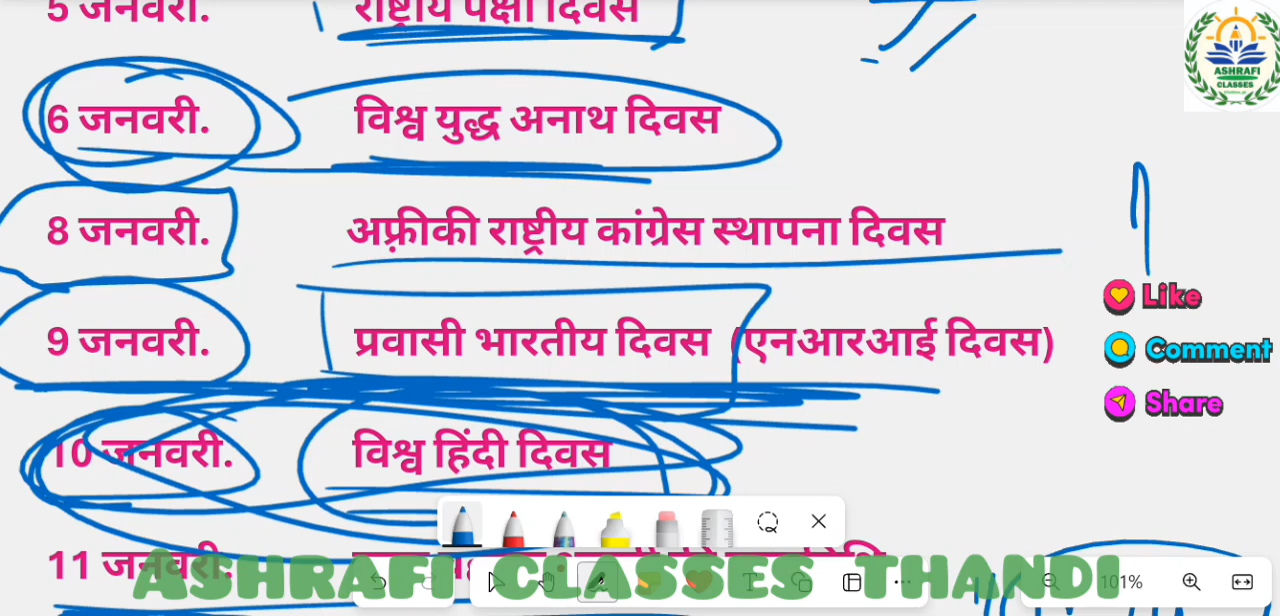 5 जनवरी. राष्ट्रीय पक्षी दिवस
ASHRAFI
CLASSES
6 जनवरी. विश्व युद्ध अनाथ दिवस
8 जनवरी. अफ़्रीकी राष्ट्रीय कांग्रेस स्थापना दिवस
Like
9 जनवरी. प्रवासी भारतीय दिवस (एनआरआई दिवस)
Comment
Share
10 जनवरी. विश्व हिंदी दिवस
11 जनवरी.
ASHRAFI CLASSES THANDI
101%